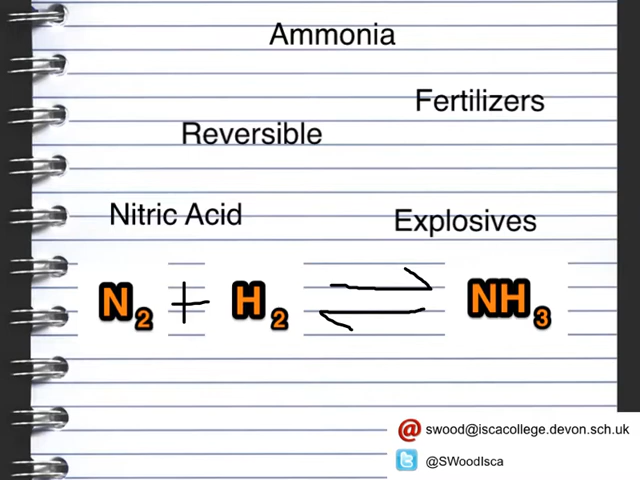 Ammonia
Fertilizers
Reversible
Nitric Acid
Explosives
N₂ + H₂ ⇌ NH₃
@ swood@iscacollege.devon.sch.uk
@SWoodIsca